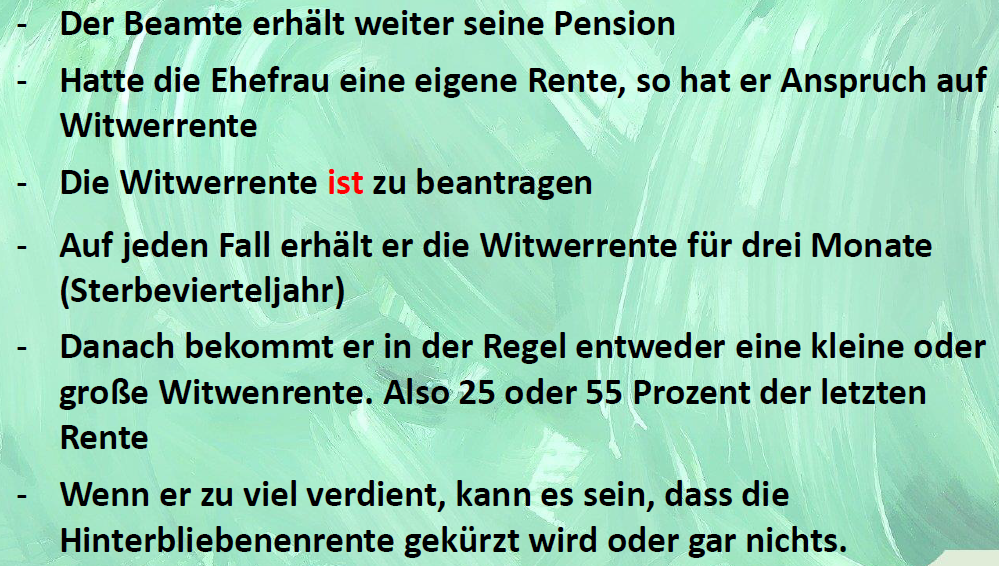 - Der Beamte erhält weiter seine Pension
- Hatte die Ehefrau eine eigene Rente, so hat er Anspruch auf
Witwerrente
- Die Witwerrente ist zu beantragen
- Auf jeden Fall erhält er die Witwerrente für drei Monate
(Sterbevierteljahr)
- Danach bekommt er in der Regel entweder eine kleine oder
große Witwenrente. Also 25 oder 55 Prozent der letzten
Rente
- Wenn er zu viel verdient, kann es sein, dass die
Hinterbliebenenrente gekürzt wird oder gar nichts.